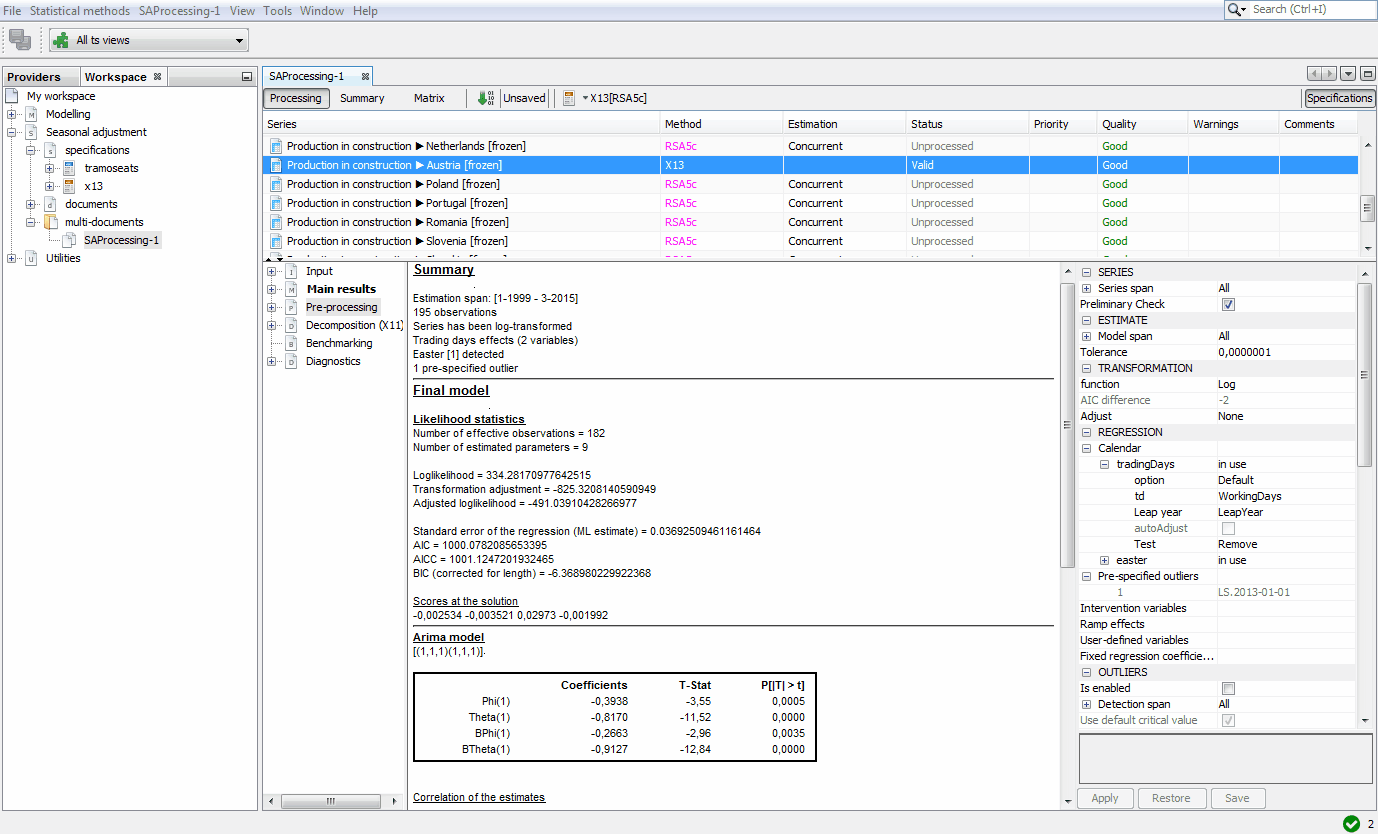 File Statistical methods SAProcessing-1 View Tools Window Help
Search (Ctrl+I)
All ts views
Providers Workspace
My workspace
Modelling
Seasonal adjustment
specifications
tramoseats
x13
documents
multi-documents
SAProcessing-1
Utilities
SAProcessing-1
Processing Summary Matrix Unsaved X13[RSA5c] Specifications
Series Method Estimation Status Priority Quality Warnings Comments
Production in construction ▶ Netherlands [frozen] RSA5c Concurrent Unprocessed Good
Production in construction ▶ Austria [frozen] X13 Valid Good
Production in construction ▶ Poland [frozen] RSA5c Concurrent Unprocessed Good
Production in construction ▶ Portugal [frozen] RSA5c Concurrent Unprocessed Good
Production in construction ▶ Romania [frozen] RSA5c Concurrent Unprocessed Good
Production in construction ▶ Slovenia [frozen] RSA5c Concurrent Unprocessed Good
Input
Main results
Pre-processing
Decomposition (X11)
Benchmarking
Diagnostics
Summary
Estimation span: [1-1999 - 3-2015]
195 observations
Series has been log-transformed
Trading days effects (2 variables)
Easter [1] detected
1 pre-specified outlier
Final model
Likelihood statistics
Number of effective observations = 182
Number of estimated parameters = 9
Loglikelihood = 334.28170977642515
Transformation adjustment = -825.3208140590949
Adjusted loglikelihood = -491.03910428266977
Standard error of the regression (ML estimate) = 0.03692509461161464
AIC = 1000.0782085653395
AICC = 1001.1247201932465
BIC (corrected for length) = -6.368980229922368
Scores at the solution
-0,002534 -0,003521 0,02973 -0,001992
Arima model
[(1,1,1)(1,1,1)].
Coefficients T-Stat P[|T| > t]
Phi(1) -0,3938 -3,55 0,0005
Theta(1) -0,8170 -11,52 0,0000
BPhi(1) -0,2663 -2,96 0,0035
BTheta(1) -0,9127 -12,84 0,0000
Correlation of the estimates
SERIES
Series span All
Preliminary Check
ESTIMATE
Model span All
Tolerance 0,0000001
TRANSFORMATION
function Log
AIC difference -2
Adjust None
REGRESSION
Calendar
tradingDays in use
option Default
td WorkingDays
Leap year LeapYear
autoAdjust
Test Remove
easter in use
Pre-specified outliers
1 LS.2013-01-01
Intervention variables
Ramp effects
User-defined variables
Fixed regression coefficie...
OUTLIERS
Is enabled
Detection span All
Use default critical value
Apply Restore Save
2